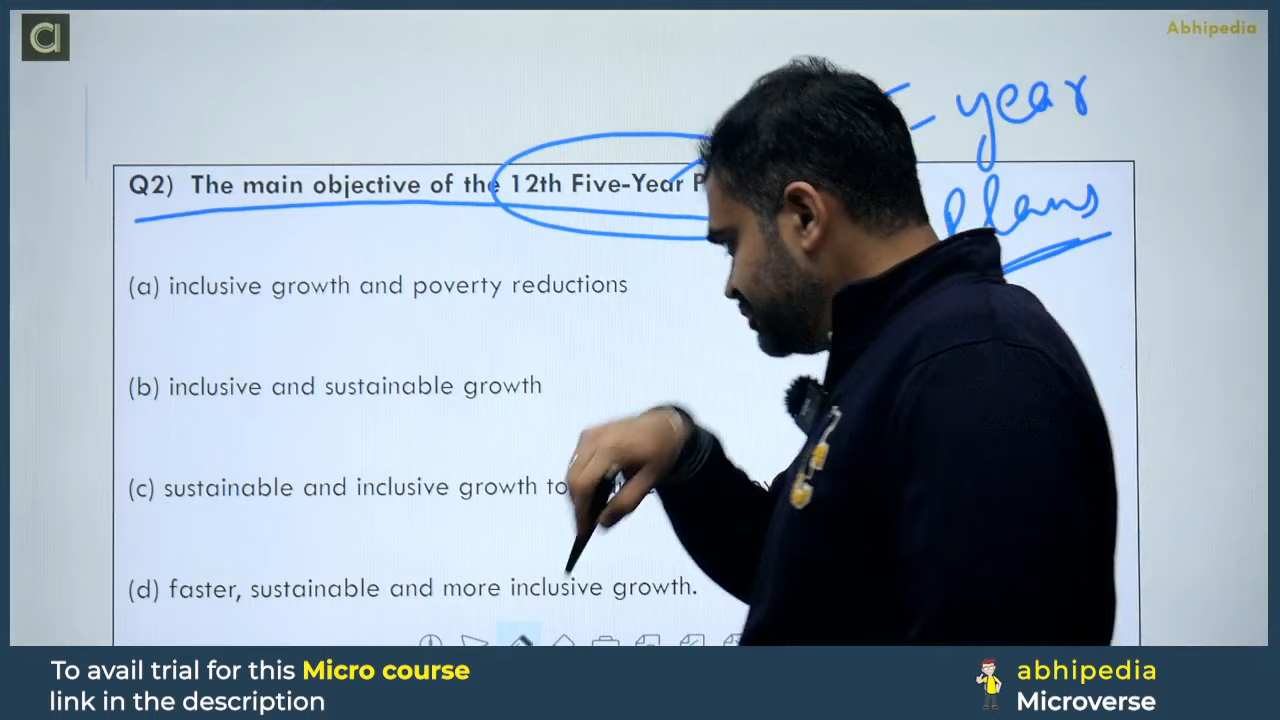 Abhipedia
year
Plans
Q2) The main objective of the 12th Five-Year P
(a) inclusive growth and poverty reductions
(b) inclusive and sustainable growth
(c) sustainable and inclusive growth to
(d) faster, sustainable and more inclusive growth.
To avail trial for this Micro course
link in the description
abhipedia
Microverse